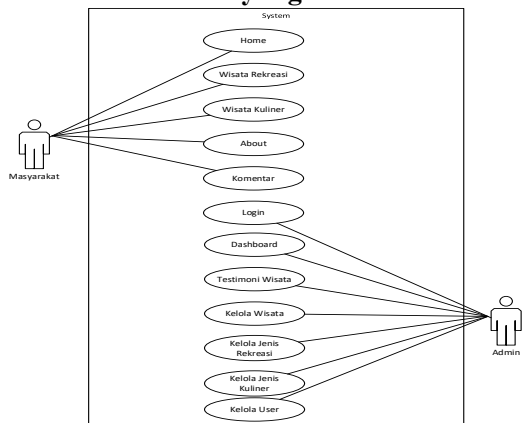 System
Home
Wisata Rekreasi
Wisata Kuliner
About
Masyarakat
Komentar
Login
Dashboard
Testimoni Wisata
Kelola Wisata
Kelola Jenis
Rekreasi
Admin
Kelola Jenis
Kuliner
Kelola User